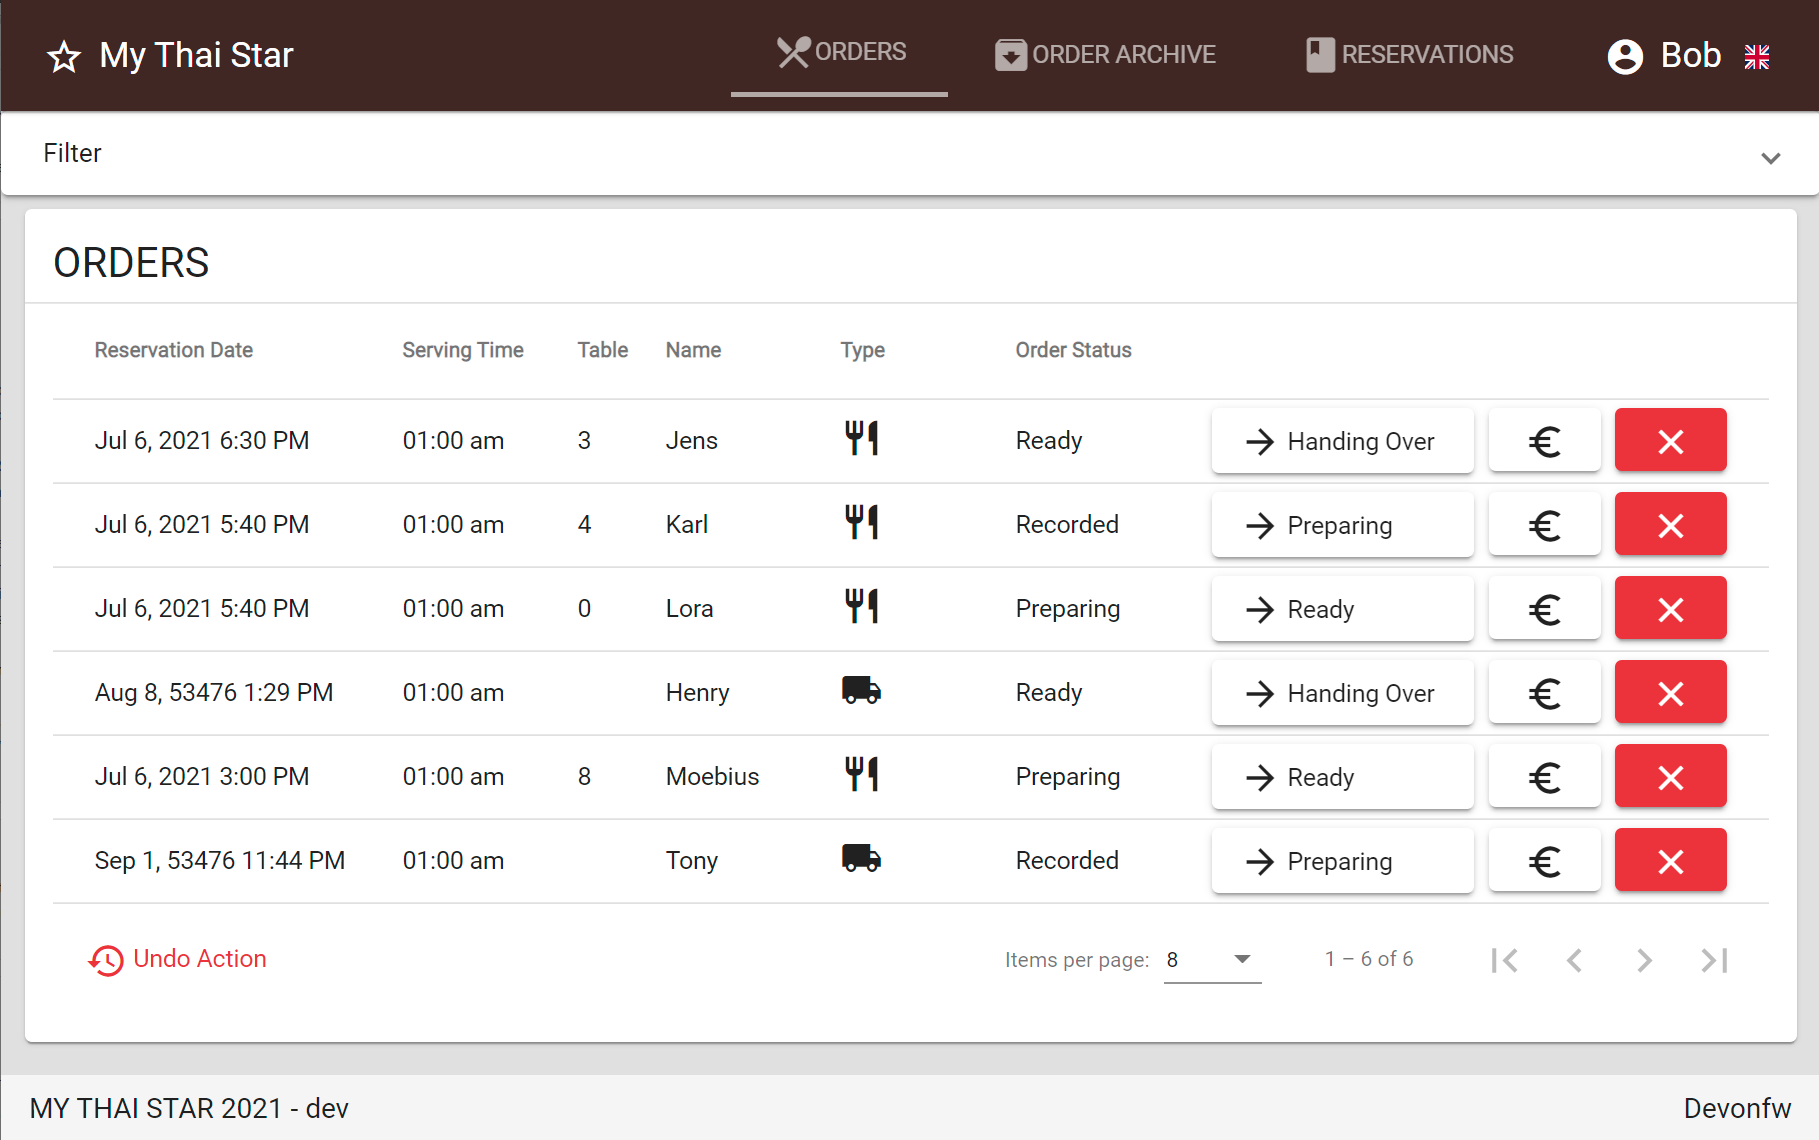 My Thai Star ORDERS ORDER ARCHIVE RESERVATIONS Bob
Filter
ORDERS
Reservation Date Serving Time Table Name Type Order Status
Jul 6, 2021 6:30 PM 01:00 am 3 Jens Ready Handing Over €
Jul 6, 2021 5:40 PM 01:00 am 4 Karl Recorded Preparing €
Jul 6, 2021 5:40 PM 01:00 am 0 Lora Preparing Ready €
Aug 8, 53476 1:29 PM 01:00 am Henry Ready Handing Over €
Jul 6, 2021 3:00 PM 01:00 am 8 Moebius Preparing Ready €
Sep 1, 53476 11:44 PM 01:00 am Tony Recorded Preparing €
Undo Action Items per page: 8 1 – 6 of 6
MY THAI STAR 2021 - dev Devonfw